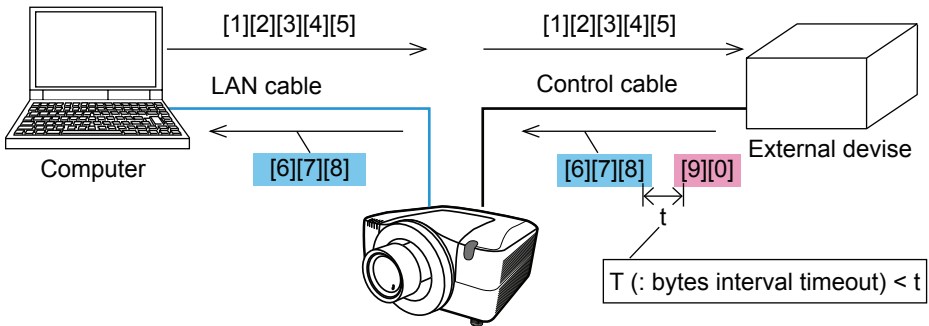 [1][2][3][4][5] [1][2][3][4][5]
LAN cable Control cable
Computer External devise
[6][7][8] [6][7][8] [9][0]
t
T (: bytes interval timeout) < t